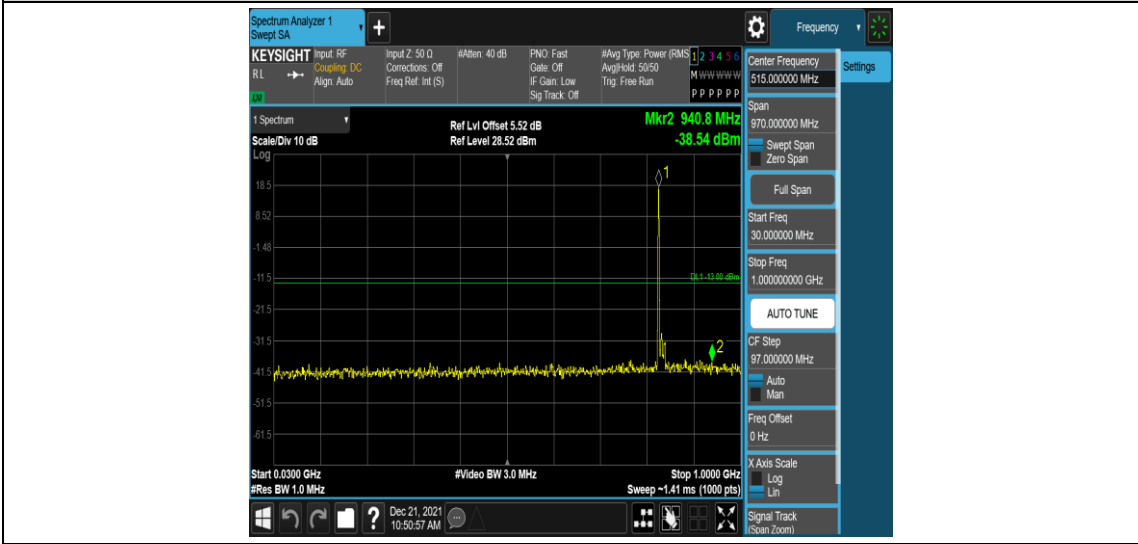 Spectrum Analyzer 1
Swept SA
+
Frequency
KEYSIGHT
RL
Input: RF
Coupling: DC
Align: Auto
Input Z: 50 Ω
Corrections: Off
Freq Ref: Int (S)
#Atten: 40 dB
PNO: Fast
Gate: Off
IF Gain: Low
Sig Track: Off
#Avg Type: Power (RMS
Avg|Hold: 50/50
Trig: Free Run
1 2 3 4 5 6
M W W W W W
P P P P P P
1 Spectrum
Scale/Div 10 dB
Log
Ref Lvl Offset 5.52 dB
Ref Level 28.52 dBm
Mkr2 940.8 MHz
-38.54 dBm
1
18.5
8.52
-1.48
-11.5
DL1 -13.00 dBm
-21.5
-31.5
2
-41.5
-51.5
-61.5
Start 0.0300 GHz
#Video BW 3.0 MHz
Stop 1.0000 GHz
#Res BW 1.0 MHz
Sweep ~1.41 ms (1000 pts)
?
Dec 21, 2021
10:50:57 AM
Center Frequency
515.000000 MHz
Settings
Span
970.000000 MHz
Swept Span
Zero Span
Full Span
Start Freq
30.000000 MHz
Stop Freq
1.000000000 GHz
AUTO TUNE
CF Step
97.000000 MHz
Auto
Man
Freq Offset
0 Hz
X Axis Scale
Log
Lin
Signal Track
(Span Zoom)